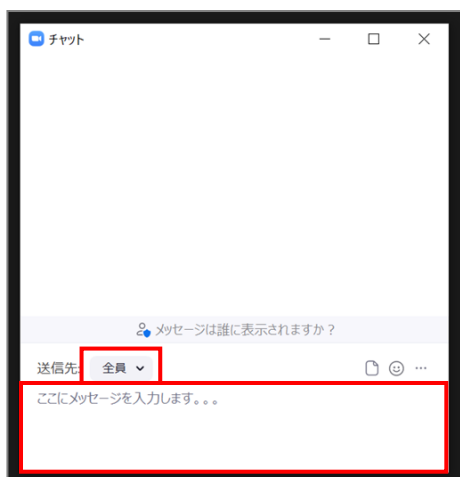 チャット
メッセージは誰に表示されますか？
送信先: 全員
ここにメッセージを入力します。。。